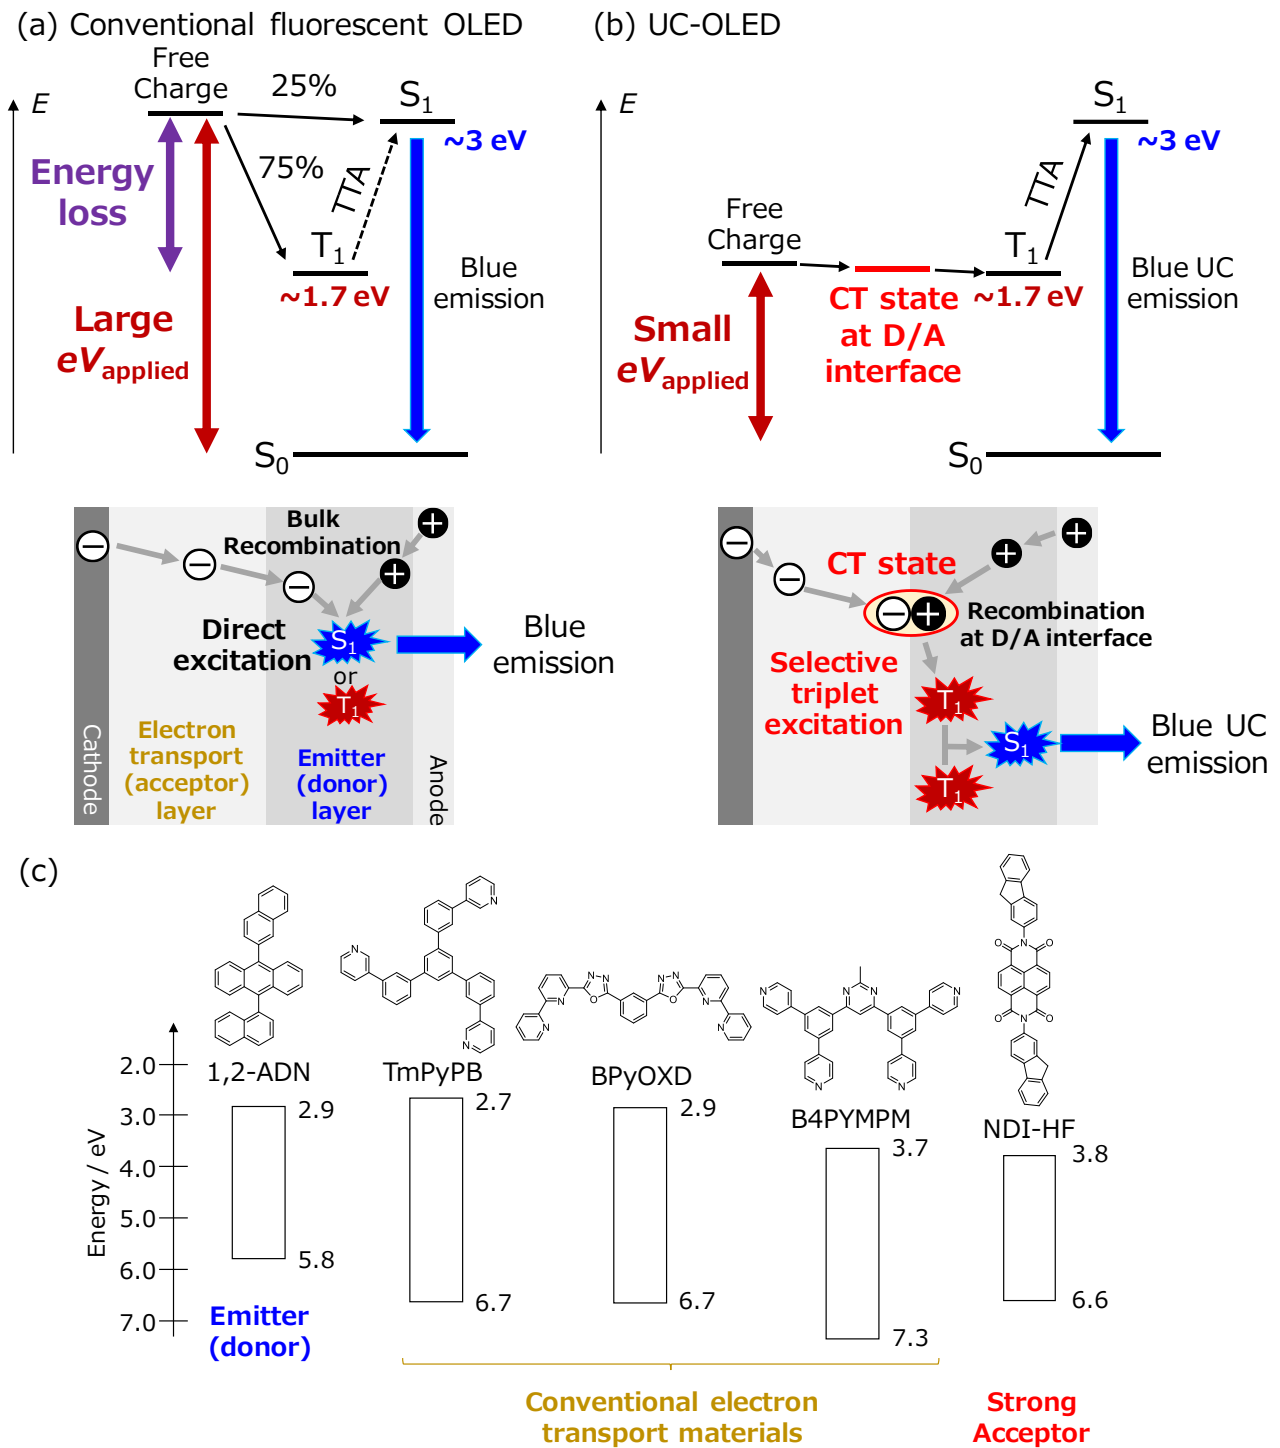 (a) Conventional fluorescent OLED
Free
Charge
25%
S1
E
~3 eV
75%
Energy
loss
TTA
T1
~1.7 eV
Blue
emission
Large
eVapplied
S0
(b) UC-OLED
E
S1
~3 eV
TTA
Free
Charge
T1
~1.7 eV
Blue UC
emission
CT state
at D/A
interface
Small
eVapplied
S0
Bulk
Recombination
Direct
excitation
S1
or
T1
Blue
emission
Cathode
Electron
transport
(acceptor)
layer
Emitter
(donor)
layer
Anode
CT state
Recombination
at D/A interface
Selective
triplet
excitation
T1
S1
T1
Blue UC
emission
(c)
N
N
N
N
N
N
N
O
N
N
O
N
N
N
N
N
N
N
N
N
N
O
O
N
O
O
N
1,2-ADN
TmPyPB
BPyOXD
B4PYMPM
NDI-HF
Energy / eV
2.0
3.0
4.0
5.0
6.0
7.0
2.9
5.8
2.7
6.7
2.9
6.7
3.7
7.3
3.8
6.6
Emitter
(donor)
Conventional electron
transport materials
Strong
Acceptor